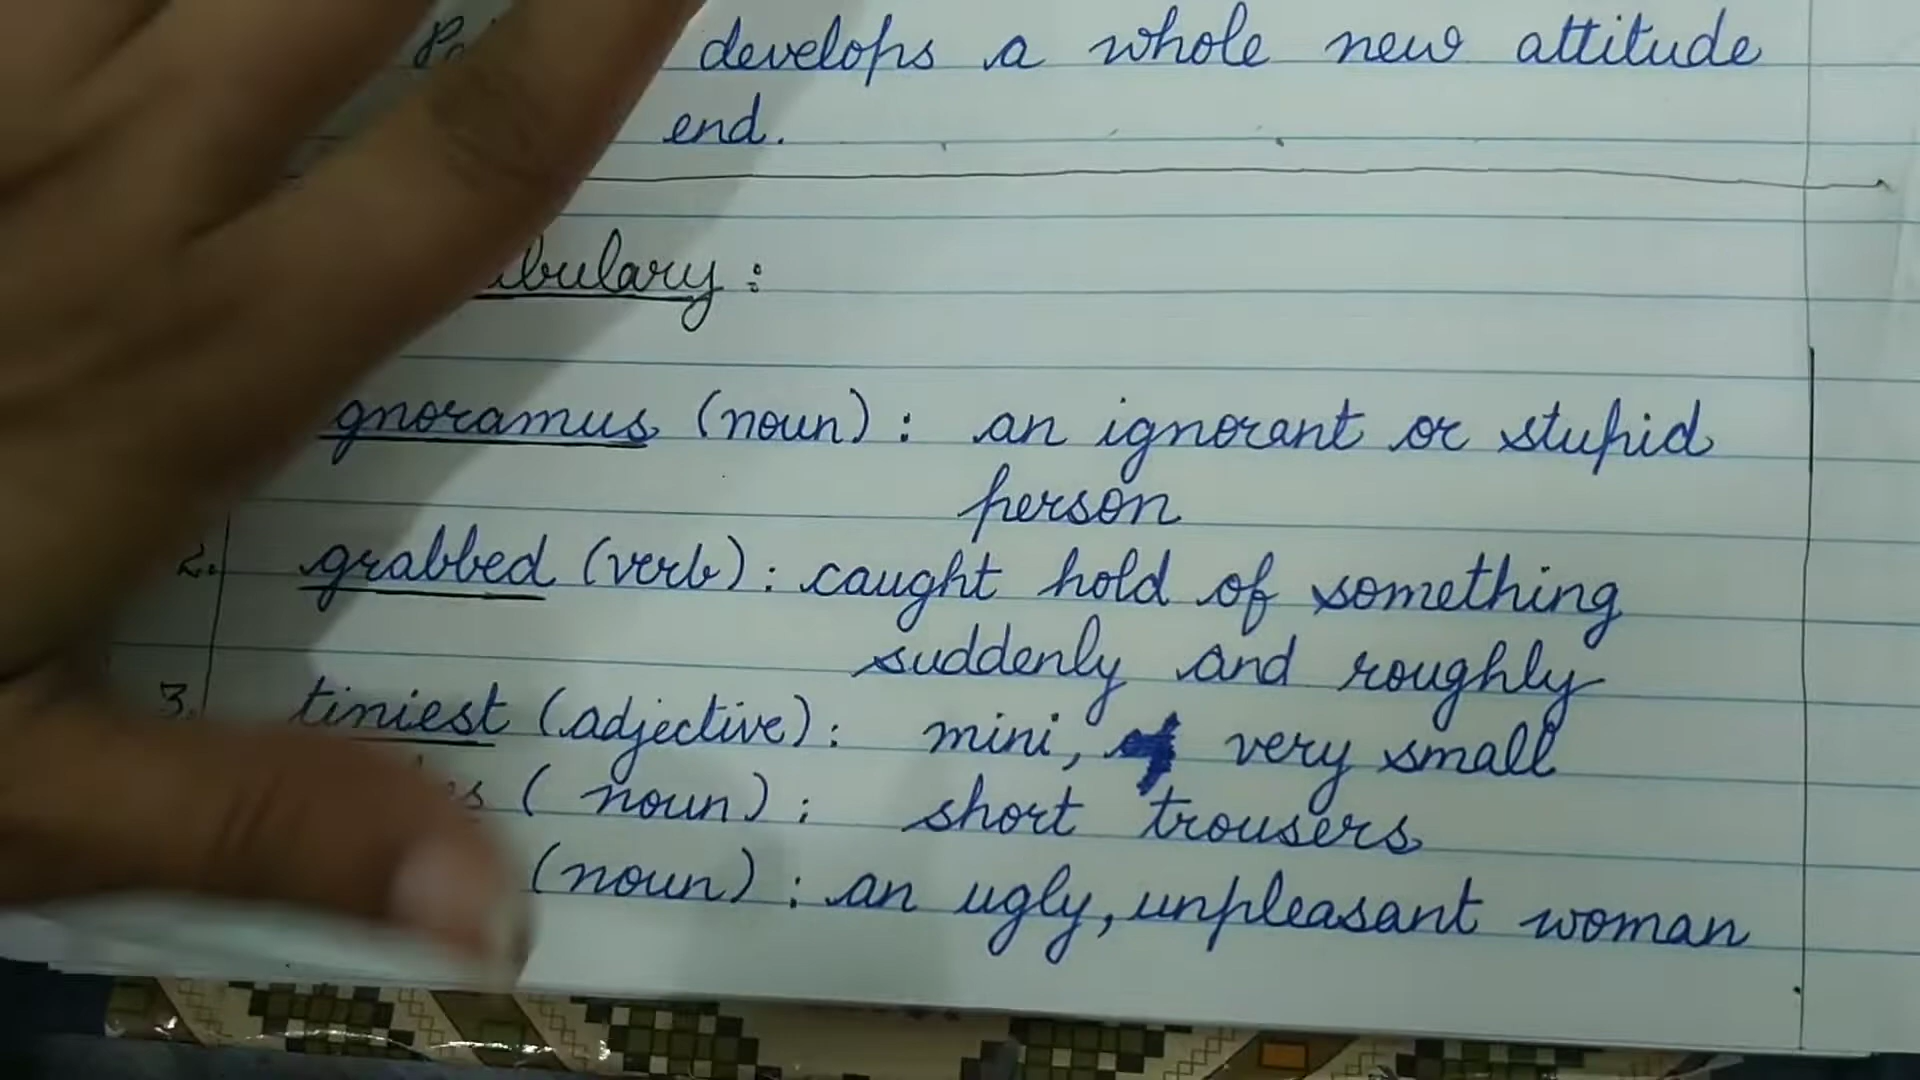 develops a whole new attitude
end.
bulary :
gnoramus (noun) : an ignorant or stupid
person
2. grabbed (verb) : caught hold of something
suddenly and roughly
3. tiniest (adjective) : mini, very small
(noun) : short trousers
(noun) : an ugly, unpleasant woman